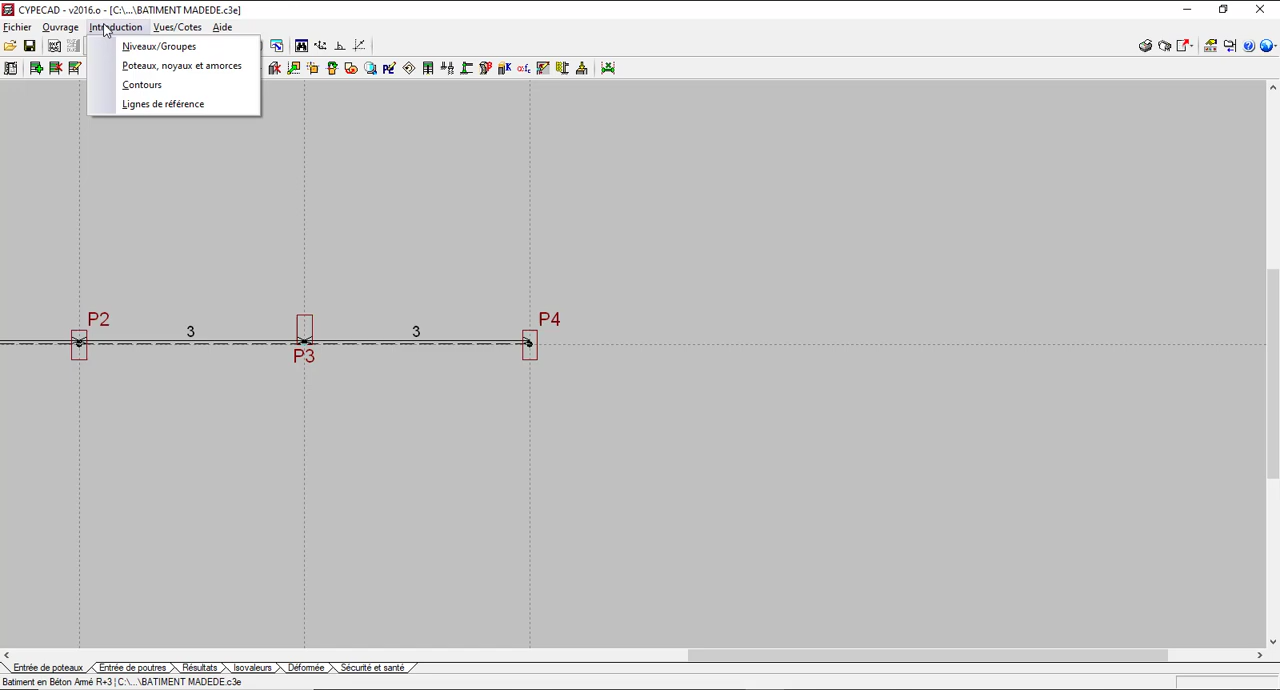 CYPECAD - v2016.o - [C:\...\BATIMENT MADEDE.c3e]
Fichier Ouvrage Introduction Vues/Cotes Aide
Niveaux/Groupes
Poteaux, noyaux et amorces
Contours
Lignes de référence
P2 3 P3 3 P4
Entrée de poteaux Entrée de poutres Résultats Isovaleurs Déformée Sécurité et santé
Batiment en Béton Armé R+3 ¦ C:\...\BATIMENT MADEDE.c3e